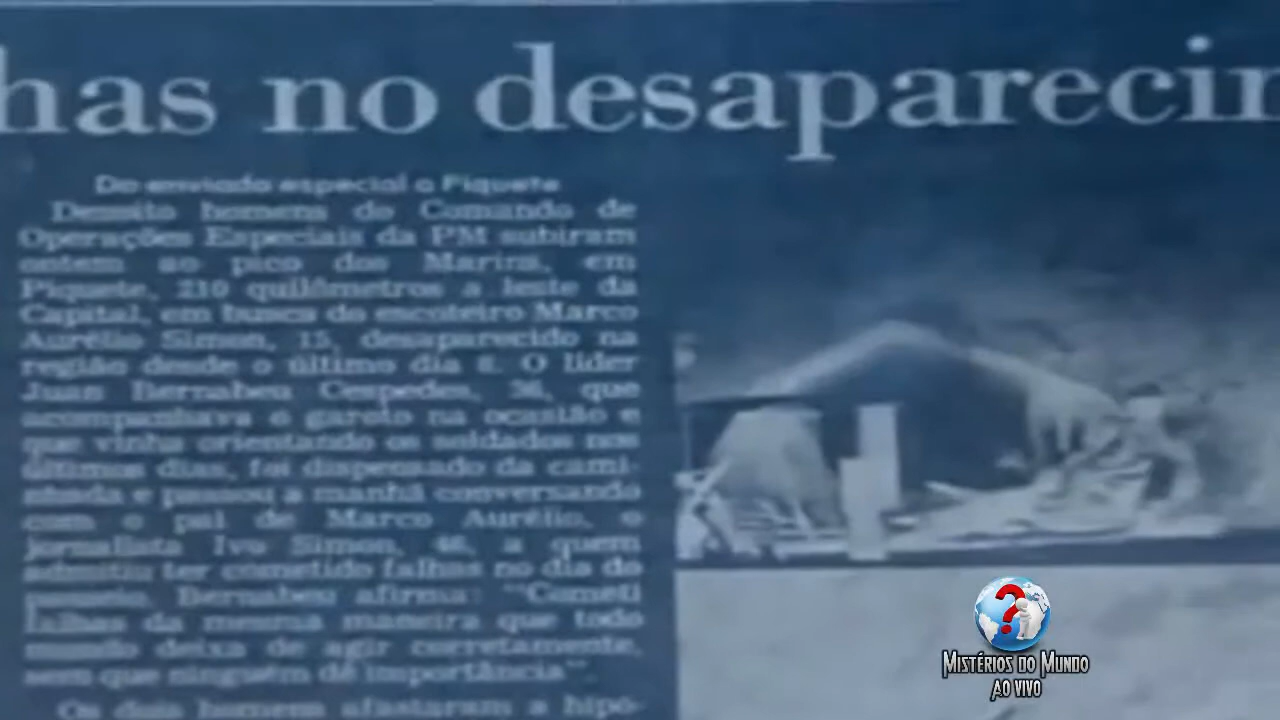 has no desaparecin
Do enviado especial a Piquete
Dezoito homens do Comando de
Operações Especiais da PM subiram
ontem ao pico dos Marins, em
Piquete, 210 quilômetros a leste da
Capital, em busca do escoteiro Marco
Aurélio Simon, 15, desaparecido na
região desde o último dia 8. O líder
Juan Bernabeu Cespedes, 36, que
acompanhava o garoto na ocasião e
que vinha orientando os soldados nos
últimos dias, foi dispensado da cami-
nhada e passou a manhã conversando
com o pai de Marco Aurélio, o
jornalista Ivo Simon, 46, a quem
admitiu ter cometido falhas no dia do
passeio. Bernabeu afirma: "Cometi
falhas da mesma maneira que todo
mundo deixa de agir corretamente,
sem que ninguém dê importância".
Os dois homens afastaram a hipó-
MISTÉRIOS DO MUNDO
AO VIVO